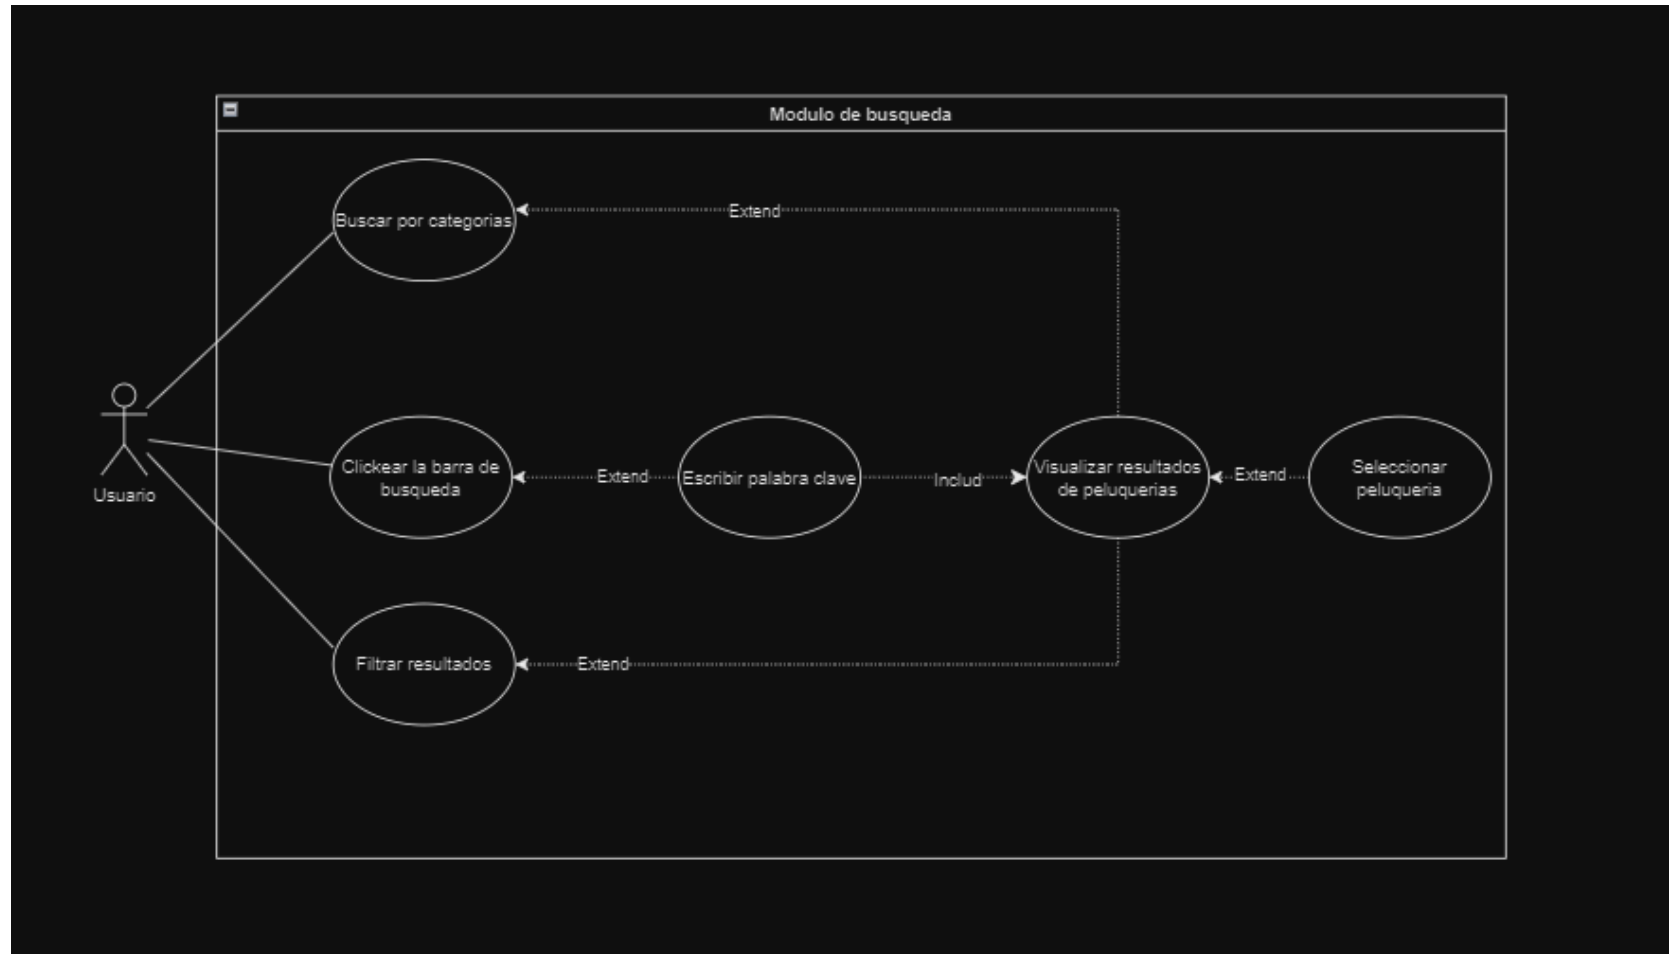 Modulo de busqueda
Buscar por categorias
Extend
Usuario
Clickear la barra de
busqueda
Extend
Escribir palabra clave
Includ
Visualizar resultados
de peluquerias
Extend
Seleccionar
peluqueria
Filtrar resultados
Extend